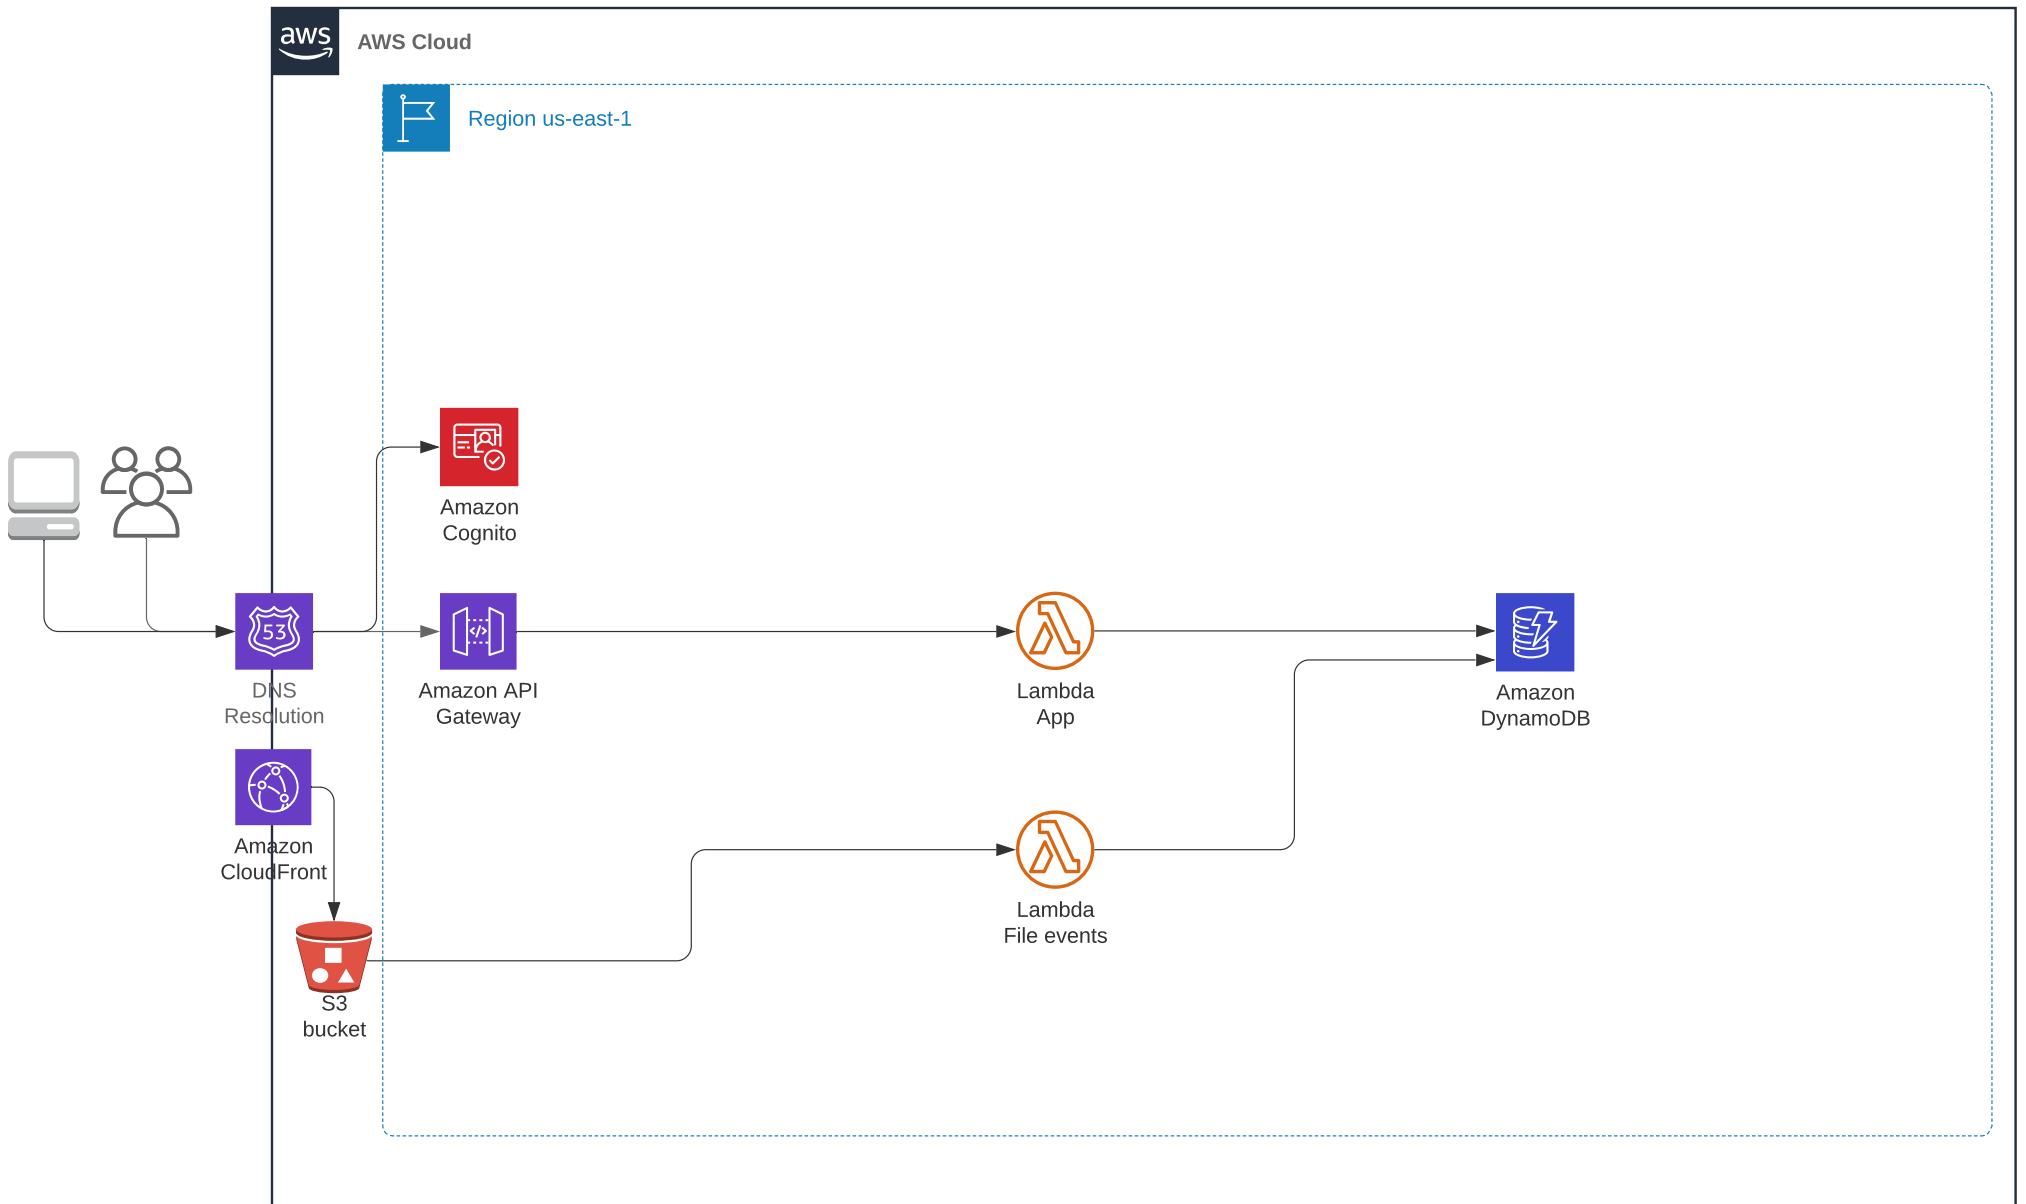 aws
AWS Cloud
Region us-east-1
Amazon
Cognito
53
DNS
Resolution
Amazon API
Gateway
Lambda
App
Amazon
DynamoDB
Amazon
CloudFront
Lambda
File events
S3
bucket